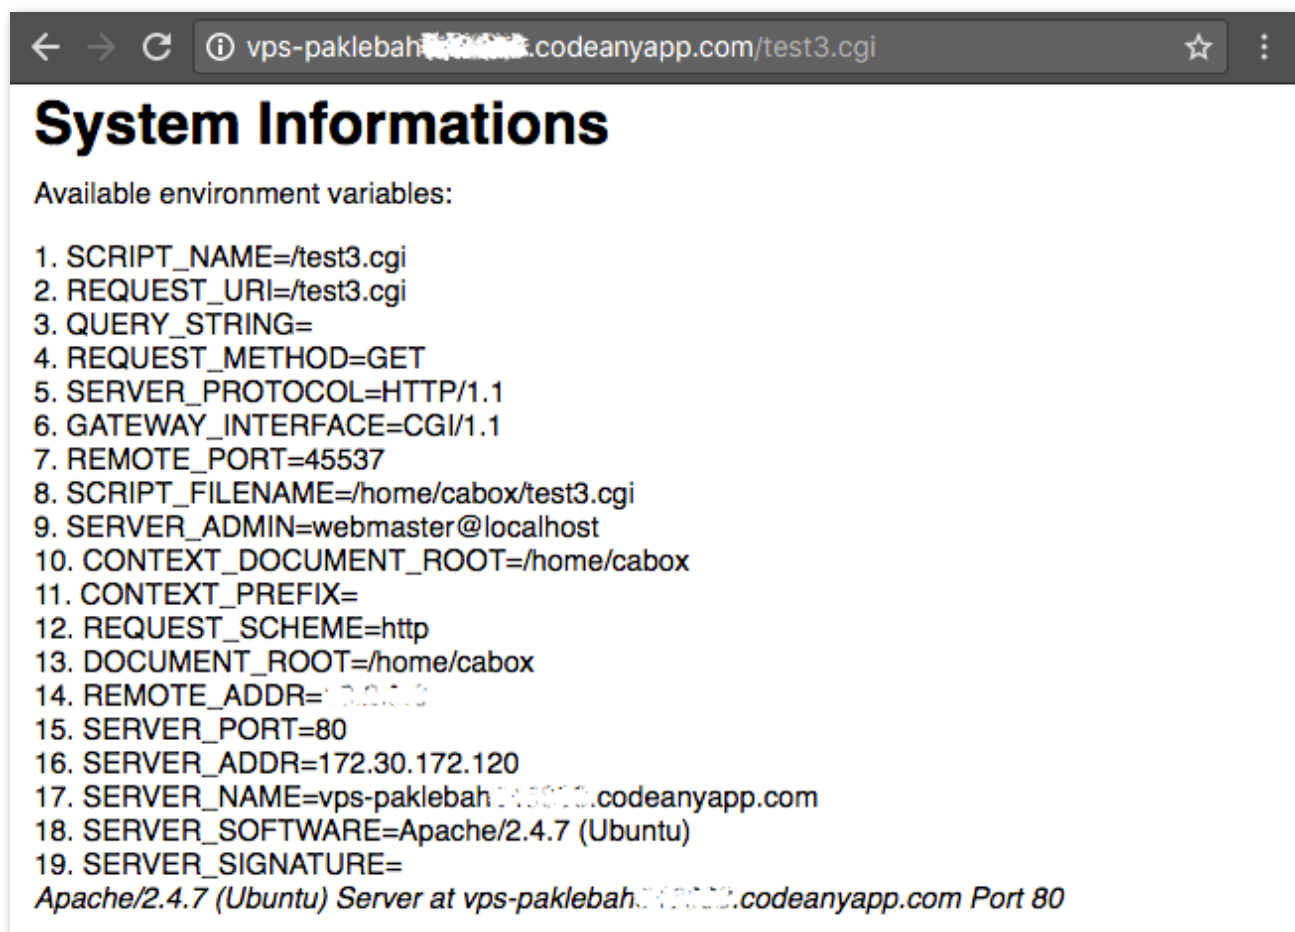 vps-paklebah .codeanyapp.com/test3.cgi
System Informations
Available environment variables:
1. SCRIPT_NAME=/test3.cgi
2. REQUEST_URI=/test3.cgi
3. QUERY_STRING=
4. REQUEST_METHOD=GET
5. SERVER_PROTOCOL=HTTP/1.1
6. GATEWAY_INTERFACE=CGI/1.1
7. REMOTE_PORT=45537
8. SCRIPT_FILENAME=/home/cabox/test3.cgi
9. SERVER_ADMIN=webmaster@localhost
10. CONTEXT_DOCUMENT_ROOT=/home/cabox
11. CONTEXT_PREFIX=
12. REQUEST_SCHEME=http
13. DOCUMENT_ROOT=/home/cabox
14. REMOTE_ADDR=
15. SERVER_PORT=80
16. SERVER_ADDR=172.30.172.120
17. SERVER_NAME=vps-paklebah .codeanyapp.com
18. SERVER_SOFTWARE=Apache/2.4.7 (Ubuntu)
19. SERVER_SIGNATURE=
Apache/2.4.7 (Ubuntu) Server at vps-paklebah .codeanyapp.com Port 80